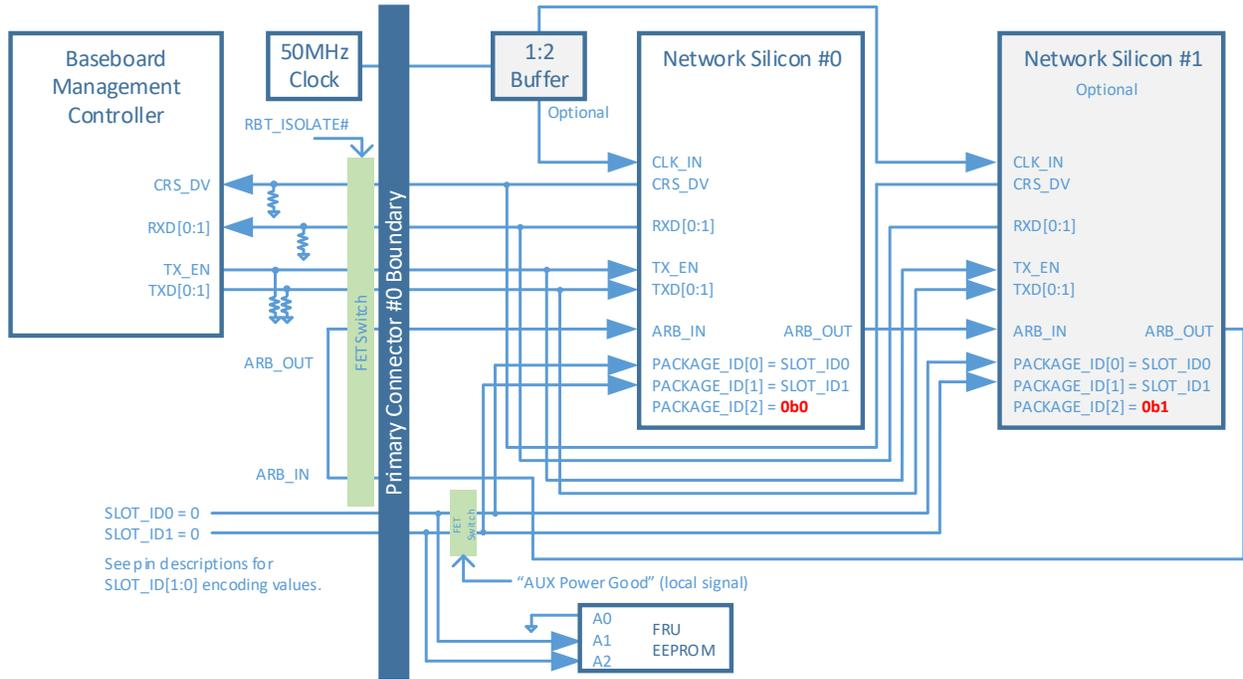 Baseboard
Management
Controller
CRS_DV
RXD[0:1]
TX_EN
TXD[0:1]
50MHz
Clock
RBT_ISOLATE#
FET Switch
Primary Connector #0 Boundary
1:2
Buffer
Optional
Network Silicon #0
CLK_IN
CRS_DV
RXD[0:1]
TX_EN
TXD[0:1]
ARB_IN ARB_OUT
PACKAGE_ID[0] = SLOT_ID0
PACKAGE_ID[1] = SLOT_ID1
PACKAGE_ID[2] = 0b0
Network Silicon #1
Optional
CLK_IN
CRS_DV
RXD[0:1]
TX_EN
TXD[0:1]
ARB_IN ARB_OUT
PACKAGE_ID[0] = SLOT_ID0
PACKAGE_ID[1] = SLOT_ID1
PACKAGE_ID[2] = 0b1
ARB_OUT
ARB_IN
SLOT_ID0 = 0
SLOT_ID1 = 0
See pin descriptions for
SLOT_ID[1:0] encoding values.
FET
Switch
“AUX Power Good” (local signal)
A0
A1
A2
FRU
EEPROM